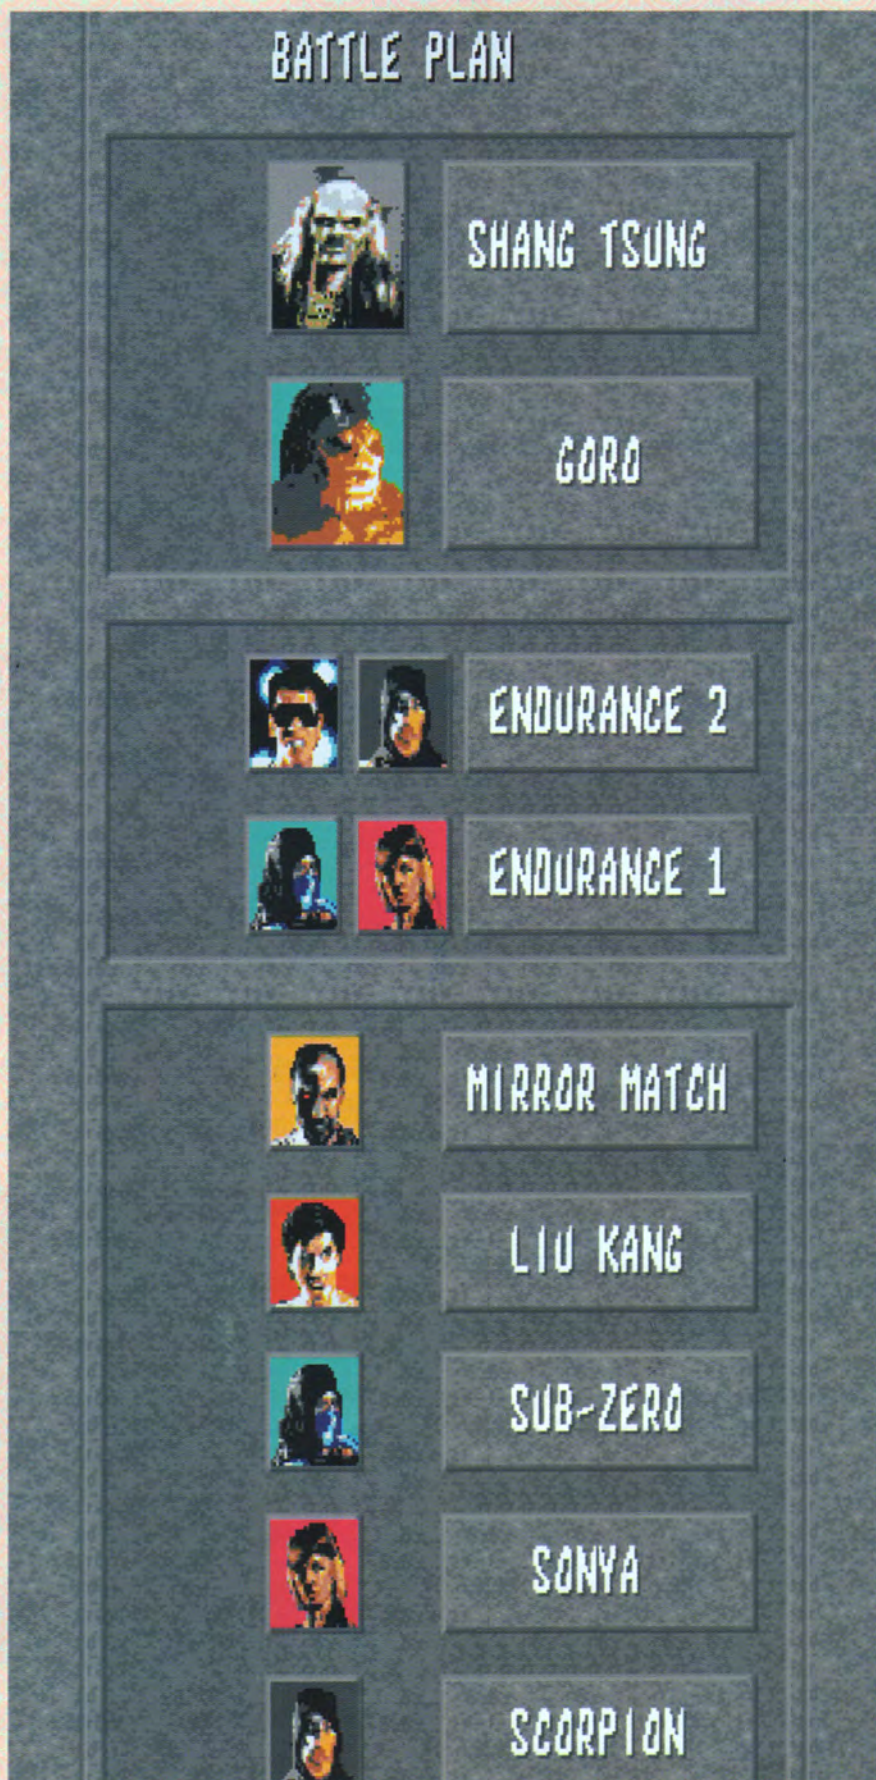 BATTLE PLAN
SHANG TSUNG
GORO
ENDURANCE 2
ENDURANCE 1
MIRROR MATCH
LIU KANG
SUB-ZERO
SONYA
SCORPION